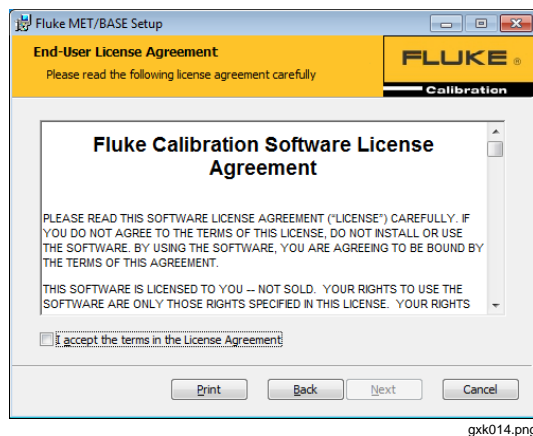 Fluke MET/BASE Setup
End-User License Agreement
Please read the following license agreement carefully
FLUKE ®
Calibration
Fluke Calibration Software License
Agreement
PLEASE READ THIS SOFTWARE LICENSE AGREEMENT (“LICENSE”) CAREFULLY. IF
YOU DO NOT AGREE TO THE TERMS OF THIS LICENSE, DO NOT INSTALL OR USE
THE SOFTWARE. BY USING THE SOFTWARE, YOU ARE AGREEING TO BE BOUND BY
THE TERMS OF THIS AGREEMENT.
THIS SOFTWARE IS LICENSED TO YOU -- NOT SOLD. YOUR RIGHTS TO USE THE
SOFTWARE ARE ONLY THOSE RIGHTS SPECIFIED IN THIS LICENSE. YOUR RIGHTS
I accept the terms in the License Agreement
Print Back Next Cancel
gxk014.png